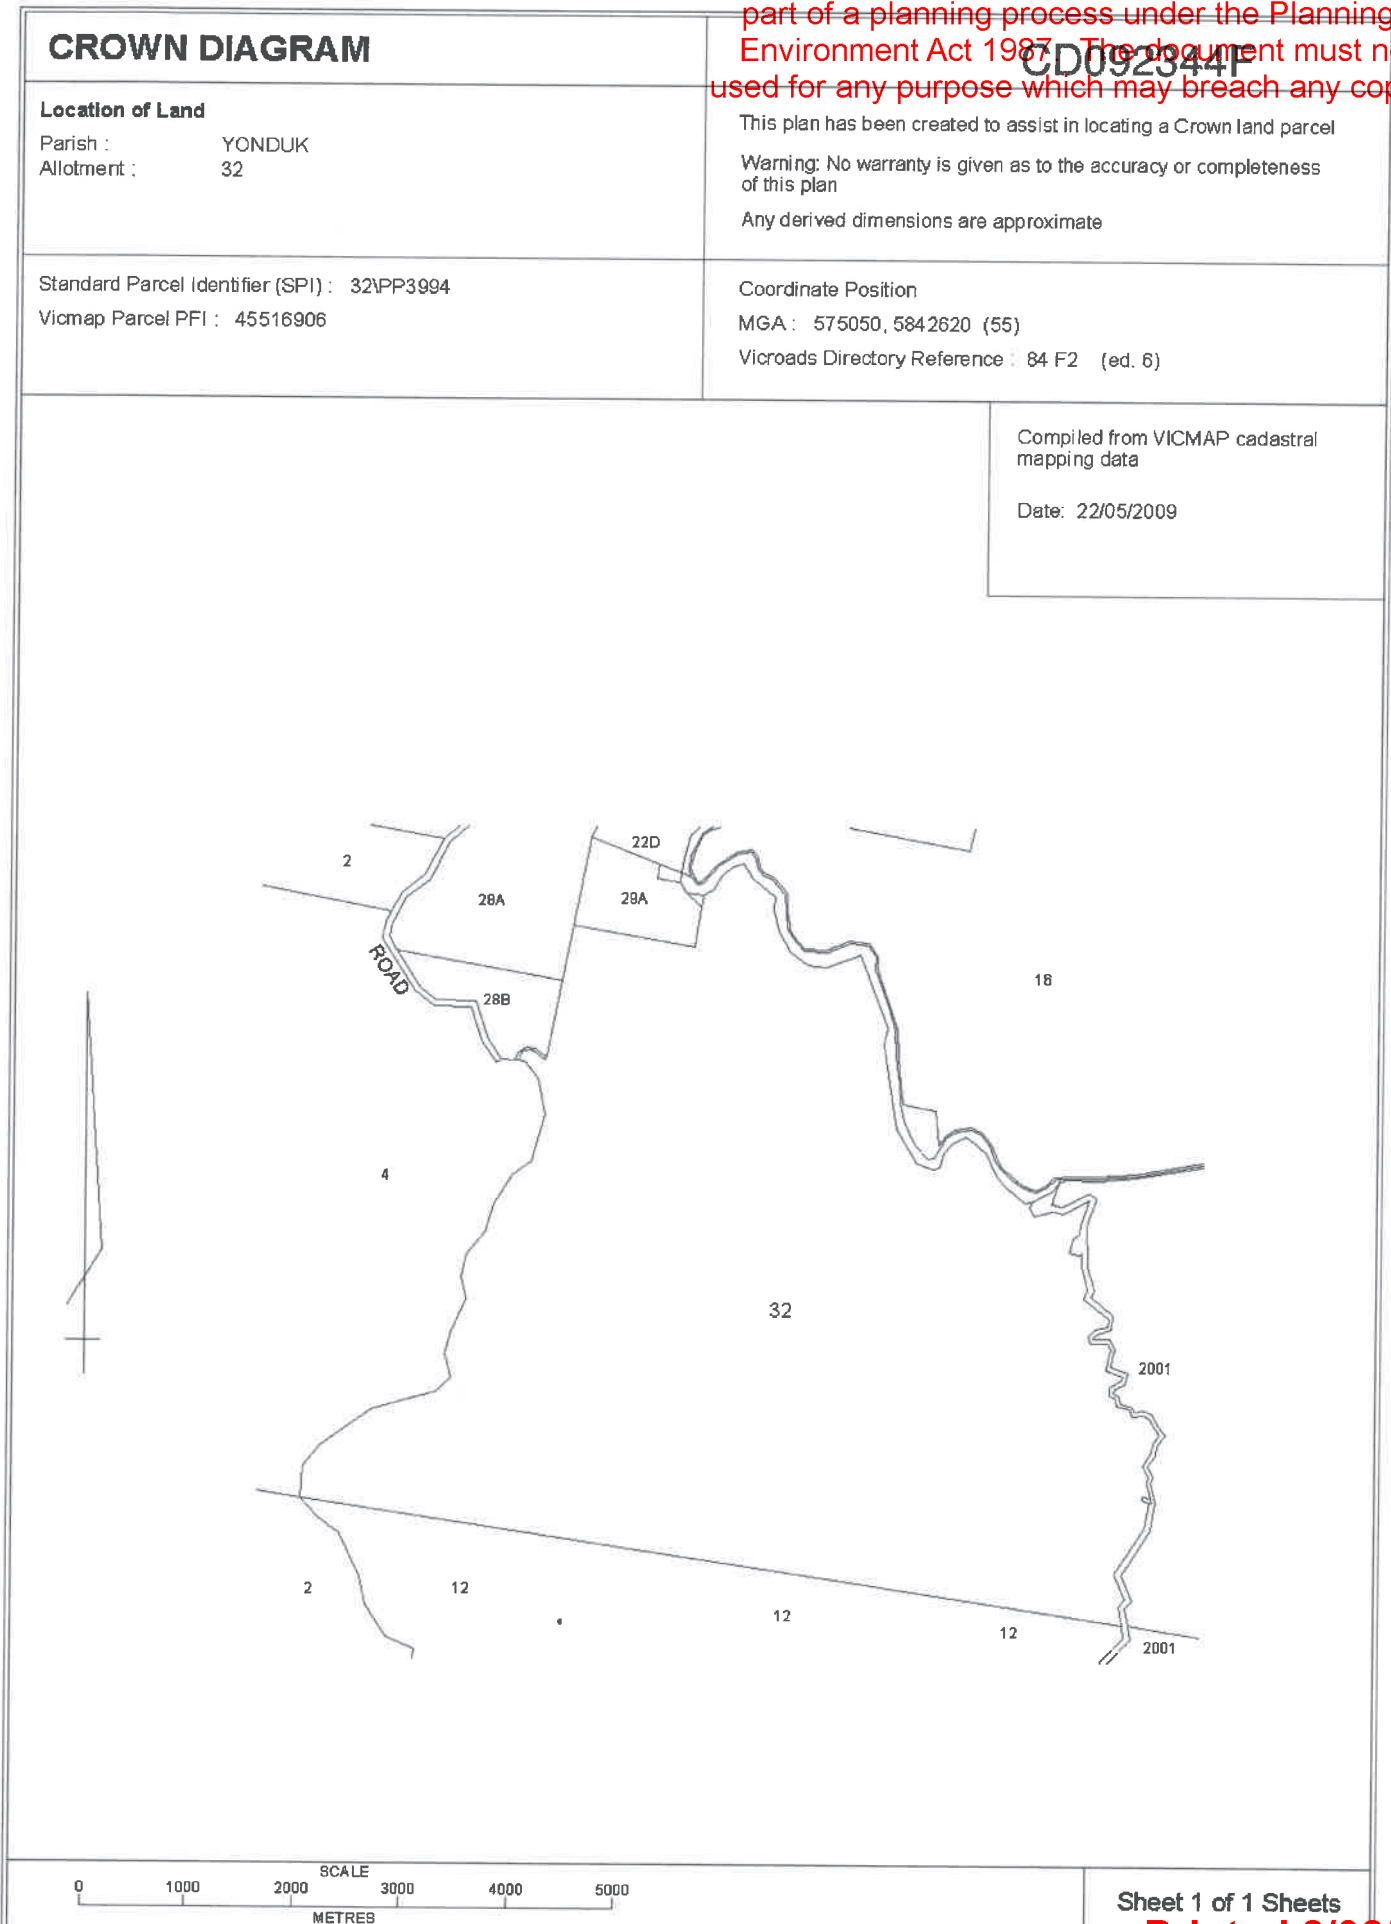 part of a planning process under the Planning
Environment Act 1987. The document must
used for any purpose which may breach any
CROWN DIAGRAM
CD092344F
Location of Land
Parish : YONDUK
Allotment : 32
This plan has been created to assist in locating a Crown land parcel
Warning: No warranty is given as to the accuracy or completeness
of this plan
Any derived dimensions are approximate
Standard Parcel Identifier (SPI) : 32\PP3994
Vicmap Parcel PFI : 45516906
Coordinate Position
MGA : 575050, 5842620 (55)
Vicroads Directory Reference : 84 F2 (ed. 6)
Compiled from VICMAP cadastral
mapping data
Date: 22/05/2009
22D
2
28A
29A
ROAD
18
28B
4
32
2001
2
12
12
12
2001
SCALE
0 1000 2000 3000 4000 5000
METRES
Sheet 1 of 1 Sheets